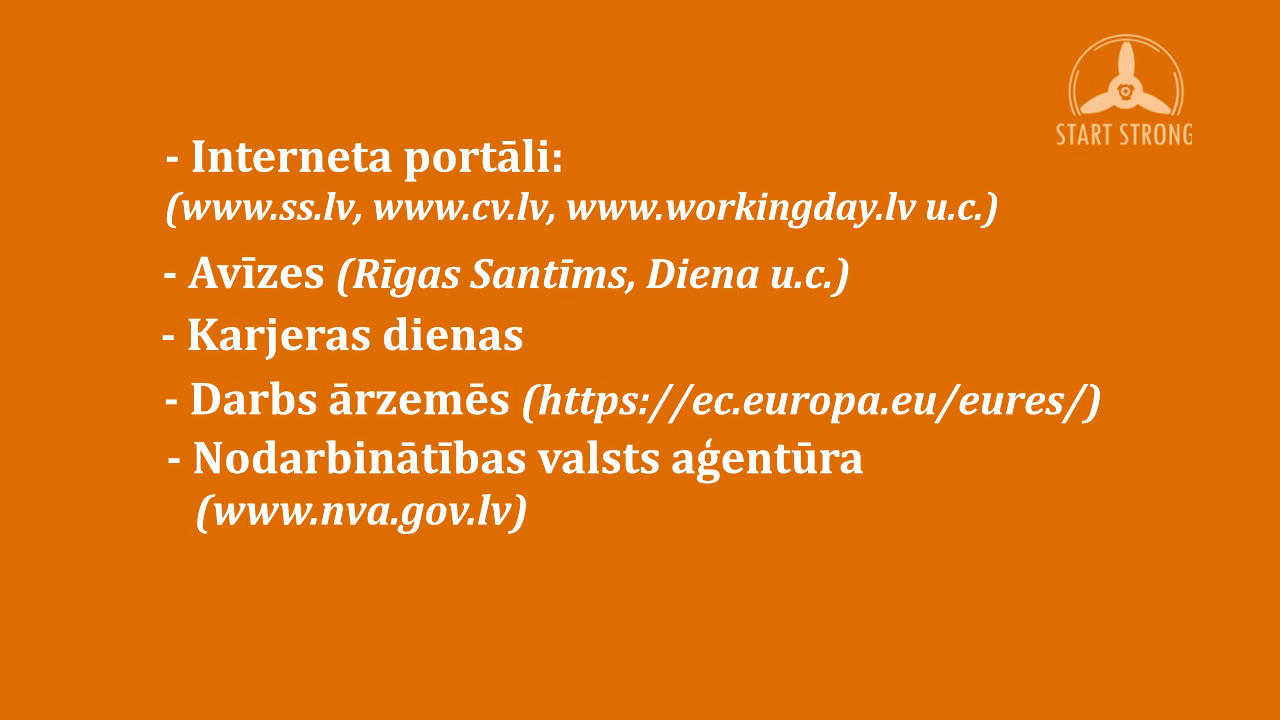 START STRONG
- Interneta portāli:
(www.ss.lv, www.cv.lv, www.workingday.lv u.c.)
- Avīzes (Rīgas Santīms, Diena u.c.)
- Karjeras dienas
- Darbs ārzemēs (https://ec.europa.eu/eures/)
- Nodarbinātības valsts aģentūra
(www.nva.gov.lv)